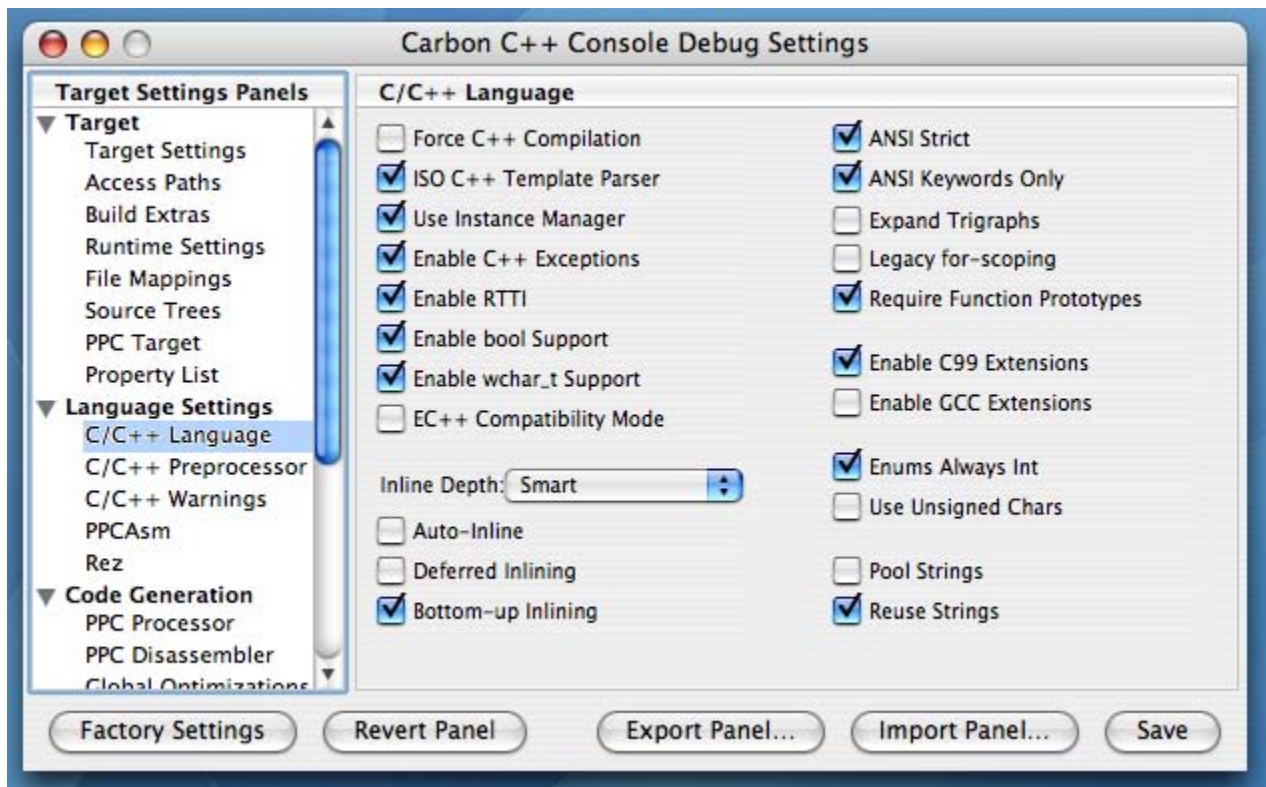 Carbon C++ Console Debug Settings
Target Settings Panels
Target
Target Settings
Access Paths
Build Extras
Runtime Settings
File Mappings
Source Trees
PPC Target
Property List
Language Settings
C/C++ Language
C/C++ Preprocessor
C/C++ Warnings
PPCAsm
Rez
Code Generation
PPC Processor
PPC Disassembler
Global Optimizations
C/C++ Language
Force C++ Compilation
ISO C++ Template Parser
Use Instance Manager
Enable C++ Exceptions
Enable RTTI
Enable bool Support
Enable wchar_t Support
EC++ Compatibility Mode
Inline Depth: Smart
Auto-Inline
Deferred Inlining
Bottom-up Inlining
ANSI Strict
ANSI Keywords Only
Expand Trigraphs
Legacy for-scoping
Require Function Prototypes
Enable C99 Extensions
Enable GCC Extensions
Enums Always Int
Use Unsigned Chars
Pool Strings
Reuse Strings
Factory Settings
Revert Panel
Export Panel...
Import Panel...
Save